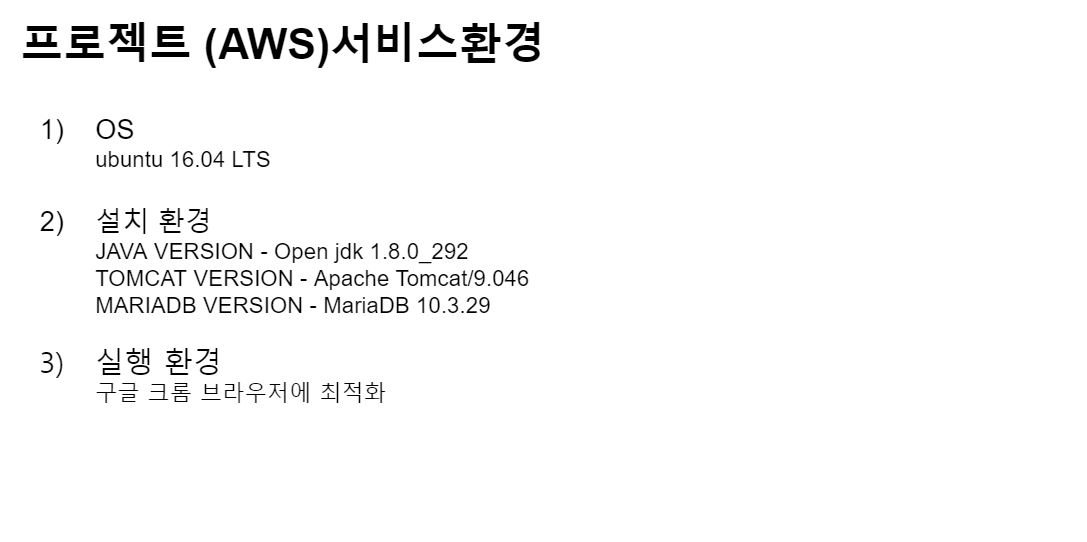 프로젝트 (AWS)서비스환경
1) OS
ubuntu 16.04 LTS
2) 설치 환경
JAVA VERSION - Open jdk 1.8.0_292
TOMCAT VERSION - Apache Tomcat/9.046
MARIADB VERSION - MariaDB 10.3.29
3) 실행 환경
구글 크롬 브라우저에 최적화